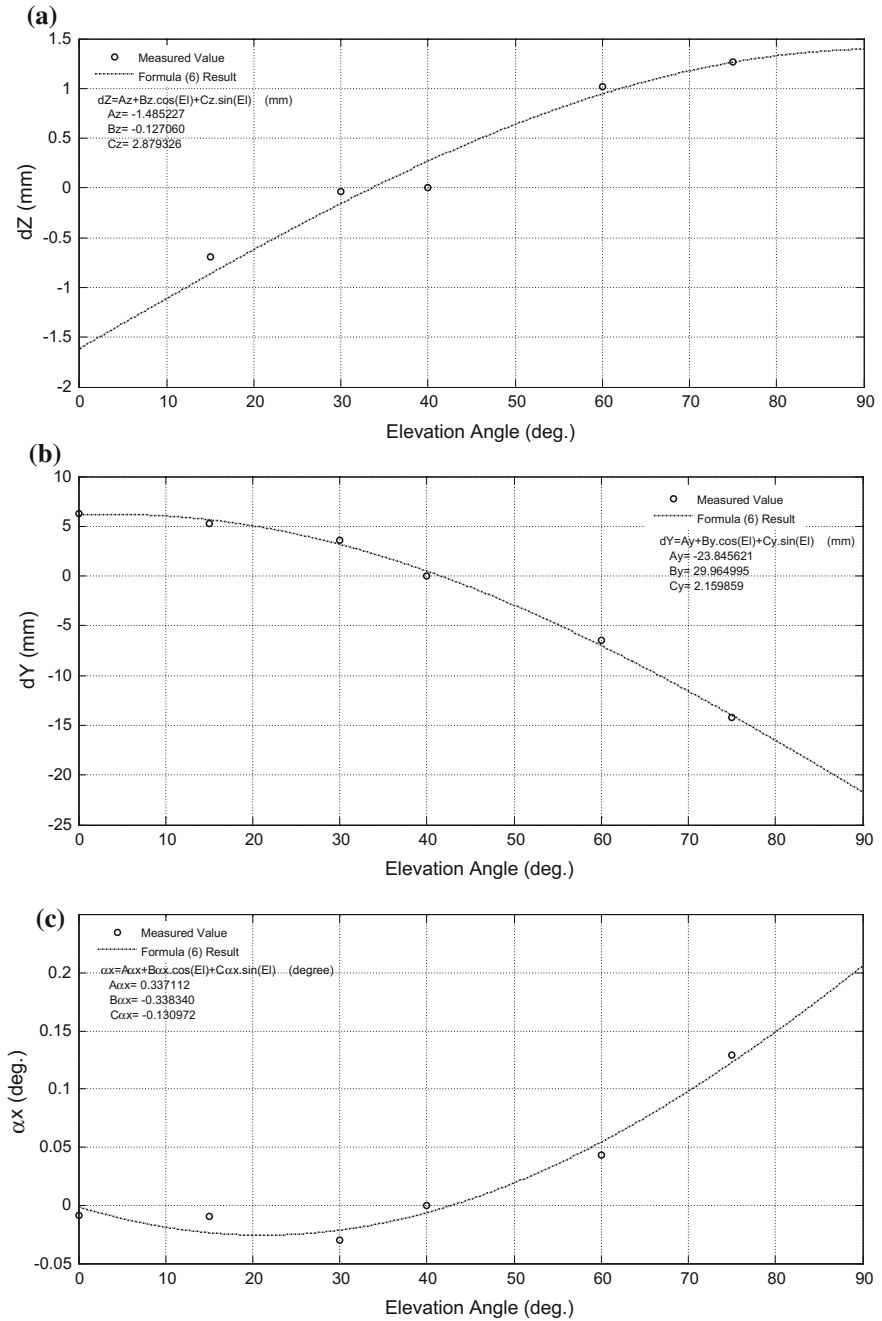 (a)
1.5
1
0.5
0
-0.5
-1
-1.5
-2
dZ (mm)
Measured Value
Formula (6) Result
dZ=Az+Bz.cos(El)+Cz.sin(El) (mm)
Az= -1.485227
Bz= -0.127060
Cz= 2.879326
0 10 20 30 40 50 60 70 80 90
Elevation Angle (deg.)
(b)
10
5
0
-5
-10
-15
-20
-25
dY (mm)
Measured Value
Formula (6) Result
dY=Ay+By.cos(El)+Cy.sin(El) (mm)
Ay= -23.845621
By= 29.964995
Cy= 2.159859
0 10 20 30 40 50 60 70 80 90
Elevation Angle (deg.)
(c)
0.2
0.15
0.1
0.05
0
-0.05
αx (deg.)
Measured Value
Formula (6) Result
αx=Aαx+Bαx.cos(El)+Cαx.sin(El) (degree)
Aαx= 0.337112
Bαx= -0.338340
Cαx= -0.130972
0 10 20 30 40 50 60 70 80 90
Elevation Angle (deg.)